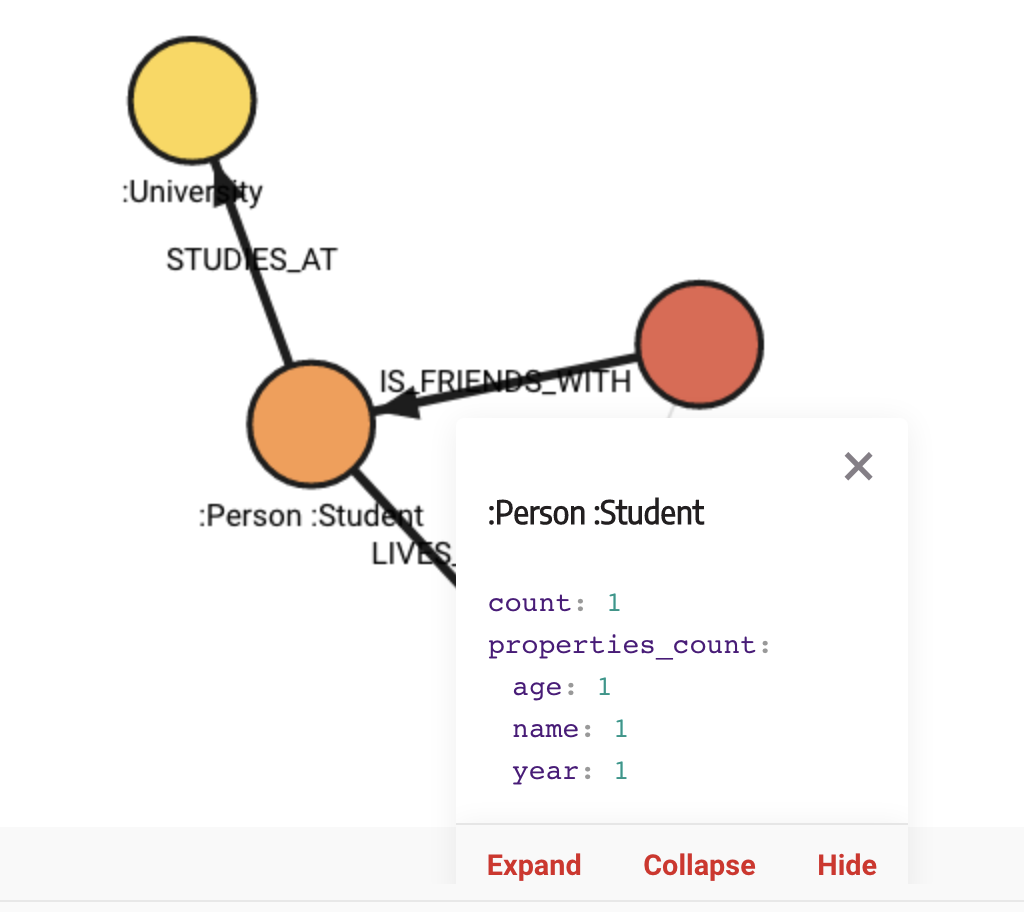 :University
STUDIES_AT
IS_FRIENDS_WITH
:Person :Student
LIVES_
:Person :Student
count: 1
properties_count:
age: 1
name: 1
year: 1
Expand Collapse Hide